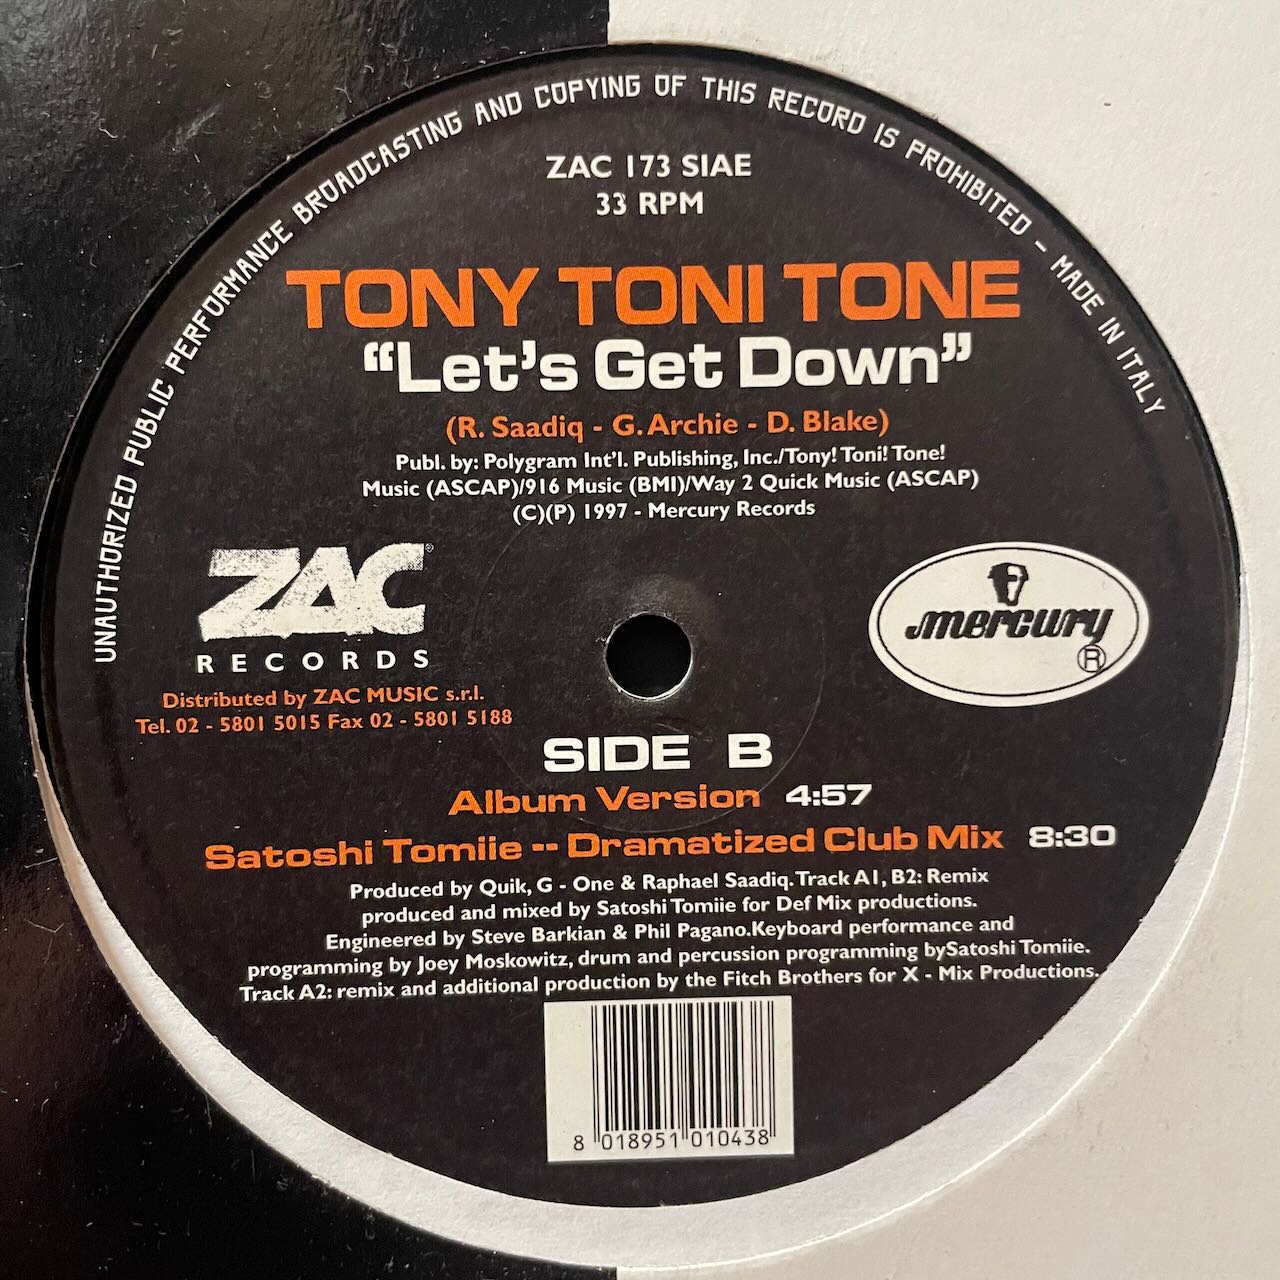 UNAUTHORIZED PUBLIC PERFORMANCE BROADCASTING AND COPYING OF THIS RECORD IS PROHIBITED - MADE IN ITALY
ZAC 173 SIAE
33 RPM
TONY TONI TONE
“Let's Get Down”
(R. Saadiq - G. Archie - D. Blake)
Publ. by: Polygram Int'l. Publishing, Inc./Tony! Toni! Tone!
Music (ASCAP)/916 Music (BMI)/Way 2 Quick Music (ASCAP)
(C)(P) 1997 - Mercury Records
ZAC®
RECORDS
Distributed by ZAC MUSIC s.r.l.
Tel. 02 - 5801 5015 Fax 02 - 5801 5188
mercury
®
SIDE B
Album Version 4:57
Satoshi Tomiie -- Dramatized Club Mix 8:30
Produced by Quik, G - One & Raphael Saadiq. Track A1, B2: Remix
produced and mixed by Satoshi Tomiie for Def Mix productions.
Engineered by Steve Barkian & Phil Pagano.Keyboard performance and
programming by Joey Moskowitz, drum and percussion programming bySatoshi Tomiie.
Track A2: remix and additional production by the Fitch Brothers for X - Mix Productions.
8 018951 010438